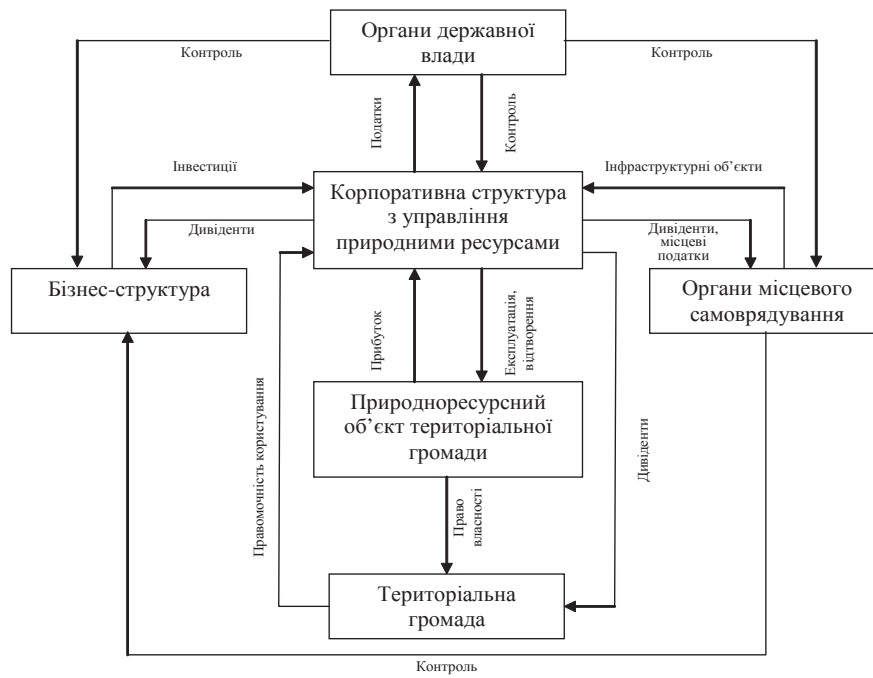 Органи державної
влади
Контроль
Контроль
Податки
Контроль
Інвестиції
Інфраструктурні об’єкти
Корпоративна структура
з управління
природними ресурсами
Дивіденти
Дивіденти, місцеві
податки
Бізнес-структура
Органи місцевого
самоврядування
Прибуток
Експлуатація,
відтворення
Правомочність користування
Природноресурсний
об’єкт територіальної
громади
Дивіденти
Право
власності
Територіальна
громада
Контроль